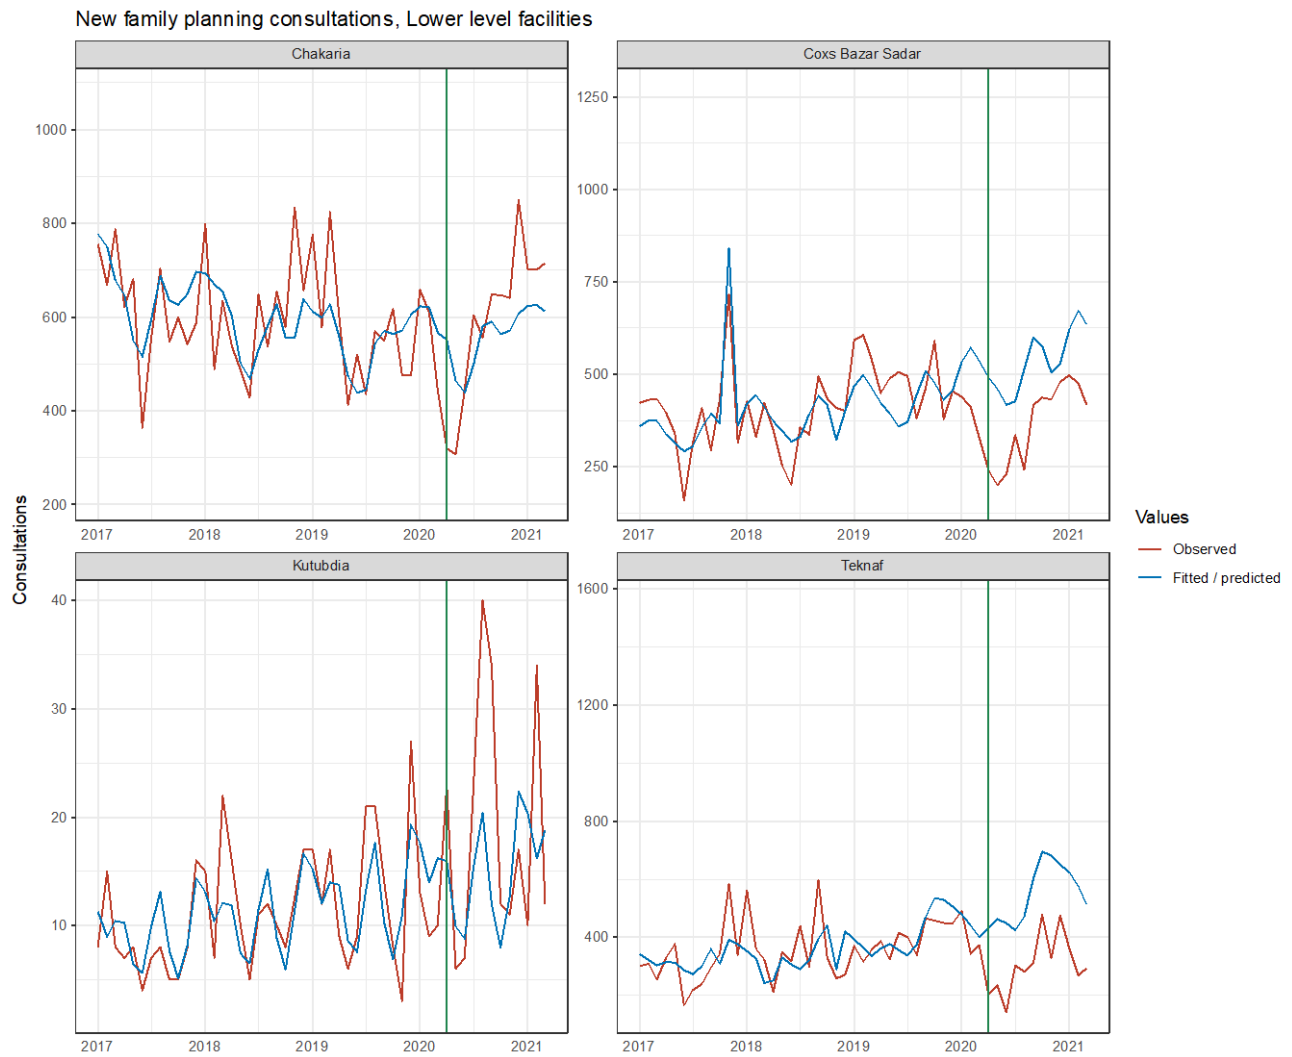 New family planning consultations, Lower level facilities
Chakaria
Coxs Bazar Sadar
1000
800
600
400
200
1250
1000
750
500
250
2017 2018 2019 2020 2021
2017 2018 2019 2020 2021
Consultations
Kutubdia
Teknaf
40
30
20
10
1600
1200
800
400
2017 2018 2019 2020 2021
2017 2018 2019 2020 2021
Values
Observed
Fitted / predicted